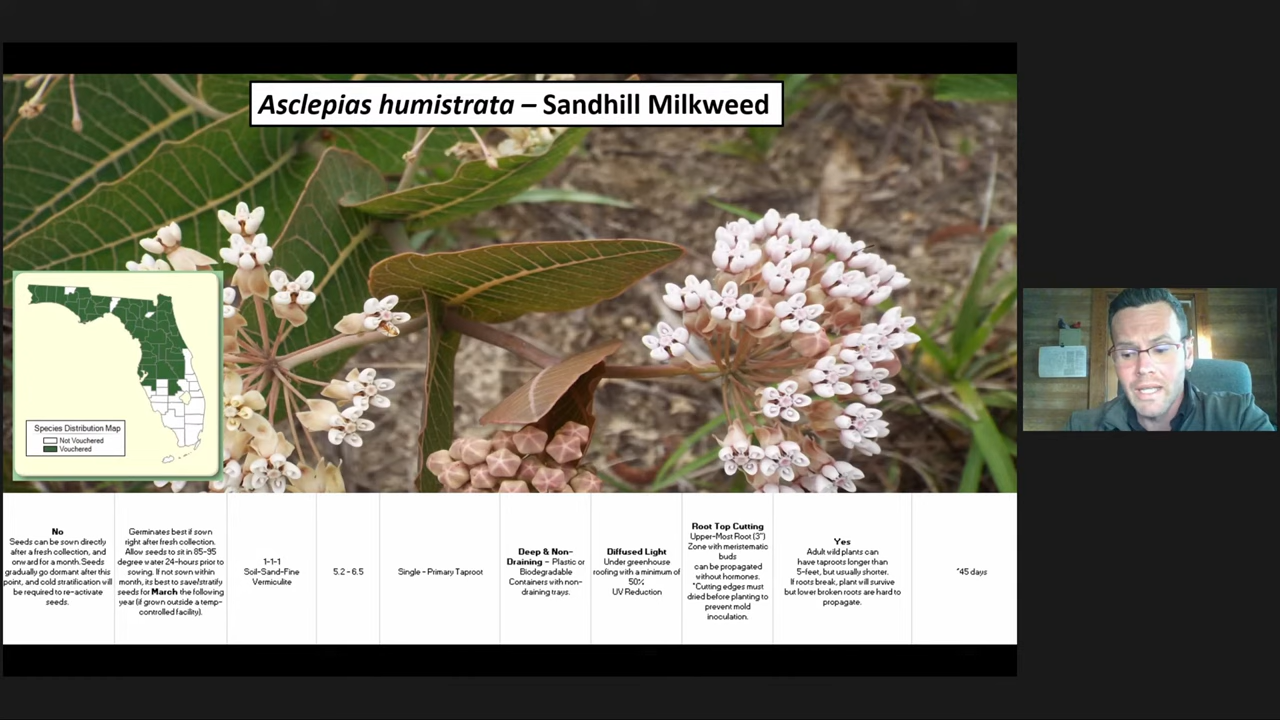 Asclepias humistrata – Sandhill Milkweed
Species Distribution Map
Not Vouchered
Vouchered
No
Seeds can be sown directly
after a fresh collection, and
onward for a month. Seeds
gradually go dormant after this
point, and cold stratification will
be required to re-activate
seeds.
Germinates best if sown
right after fresh collection.
Allow seeds to sit in 85-95
degree water 24-hours prior to
sowing. If not sown within
month, its best to save/stratify
seeds for March the following
year (if grown outside a temp-
controlled facility).
1-1-1
Soil-Sand-Fine
Vermiculite
5.2 - 6.5
Single - Primary Taproot
Deep & Non-
Draining - Plastic or
Biodegradable
Containers with non-
draining trays.
Diffused Light
Under greenhouse
roofing with a minimum of
50%
UV Reduction
Root Top Cutting
Upper-Most Root (3")
Zone with meristematic
buds
can be propagated
without hormones.
*Cutting edges must
dried before planting to
prevent mold
inoculation.
Yes
Adult wild plants can
have taproots longer than
5-feet, but usually shorter.
If roots break, plant will survive
but lower broken roots are hard to
propagate.
~45 days